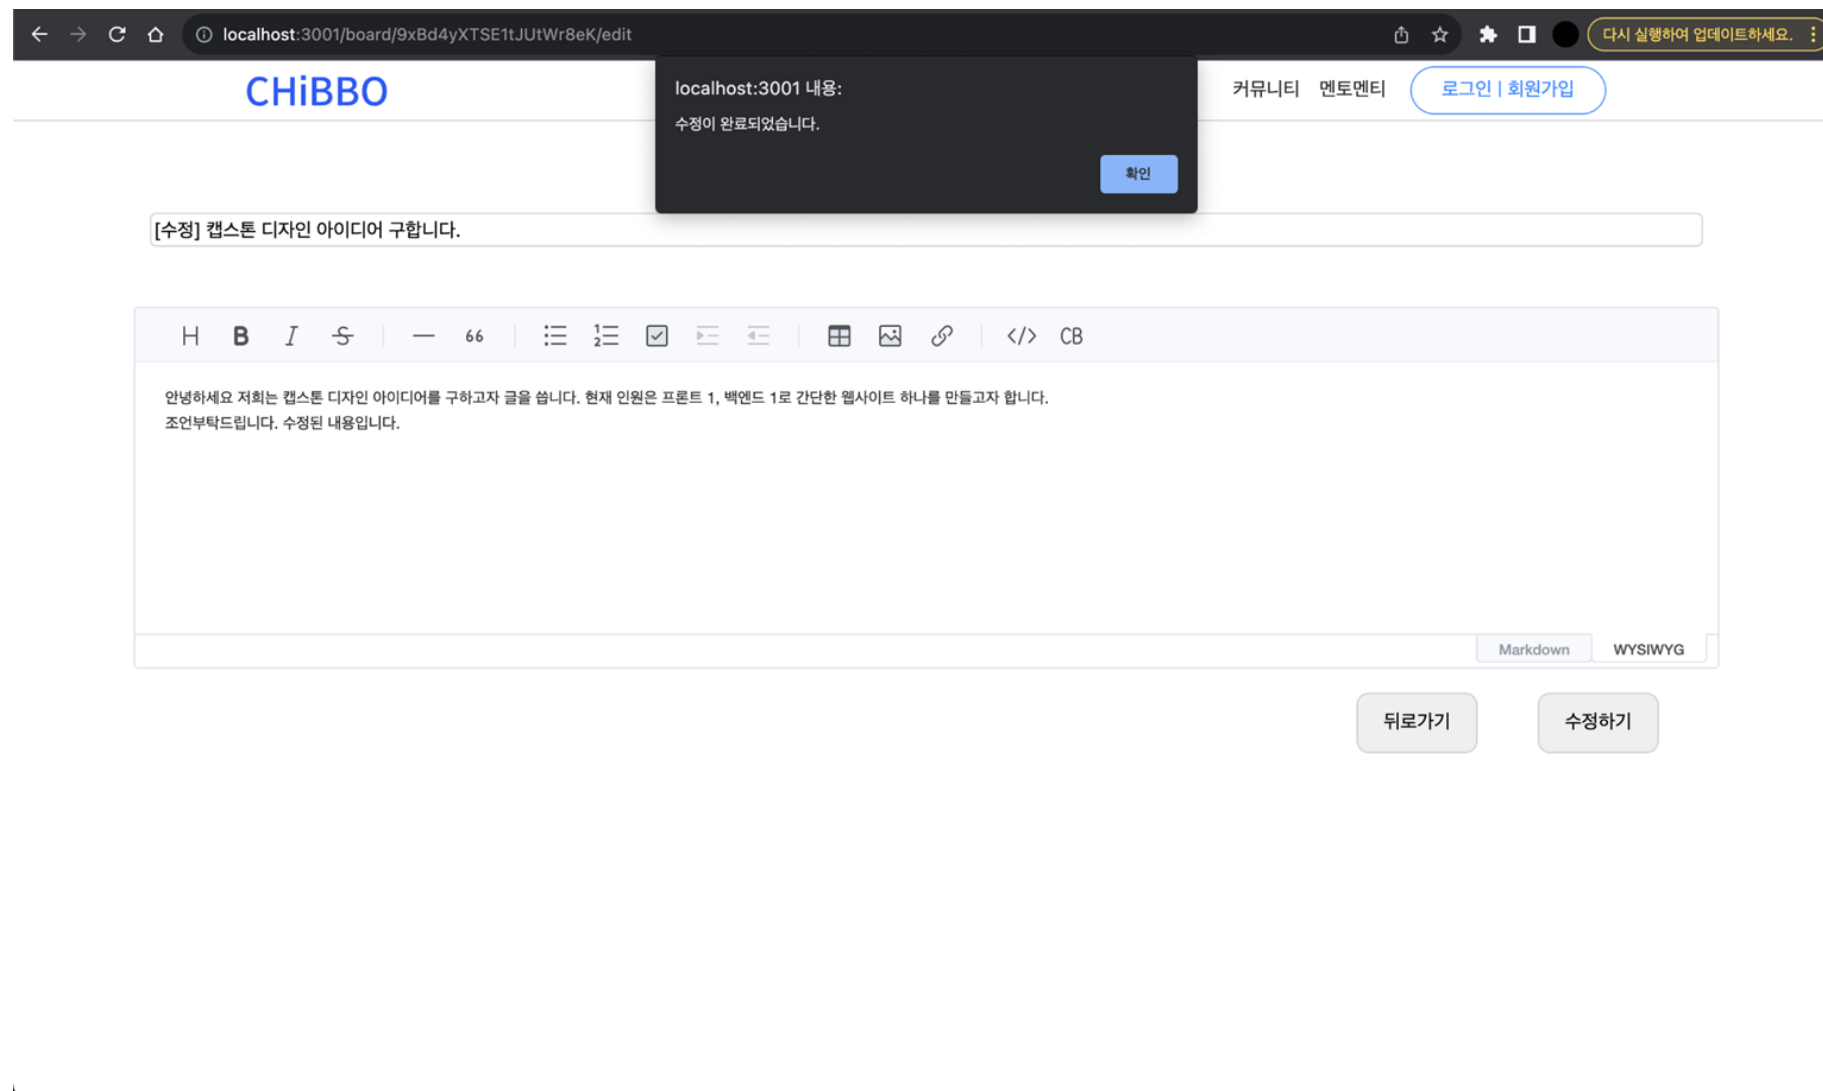 localhost:3001/board/9xBd4yXTSE1tJUtWr8eK/edit
다시 실행하여 업데이트하세요.
CHiBBO
localhost:3001 내용:
수정이 완료되었습니다.
확인
커뮤니티 멘토멘티 로그인 | 회원가입
[수정] 캡스톤 디자인 아이디어 구합니다.
H B I S 66 </> CB
안녕하세요 저희는 캡스톤 디자인 아이디어를 구하고자 글을 씁니다. 현재 인원은 프론트 1, 백엔드 1로 간단한 웹사이트 하나를 만들고자 합니다.
조언부탁드립니다. 수정된 내용입니다.
Markdown WYSIWYG
뒤로가기 수정하기